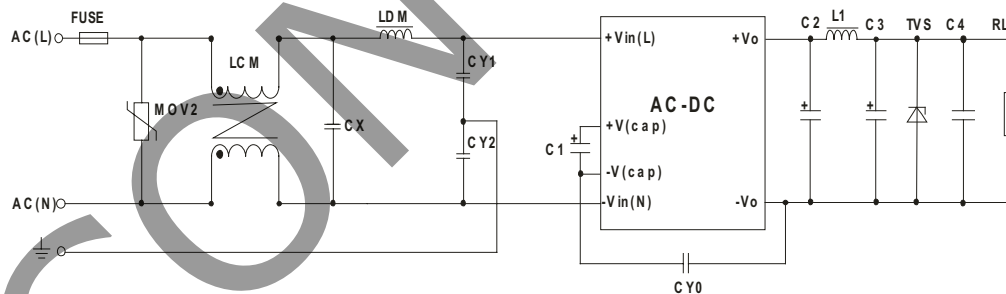 FUSE
AC(L)
LCM
MOV2
AC(N)
CX
LDM
CY1
CY2
C1
+Vin(L)
+Vo
AC-DC
+V(cap)
-V(cap)
-Vin(N)
-Vo
CY0
C2
L1
C3
TVS
C4
RL